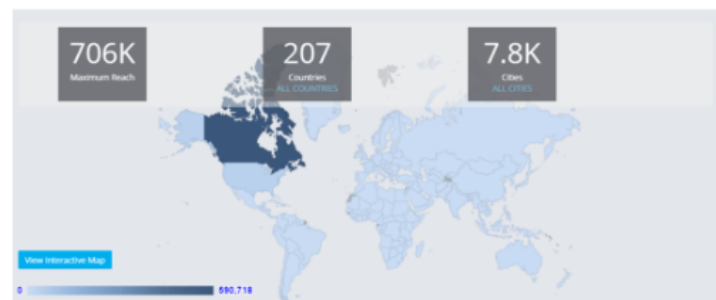 706K
Maximum Reach
207
Countries
ALL COUNTRIES
7.8K
Cities
ALL CITIES
View Interactive Map
0
590,718